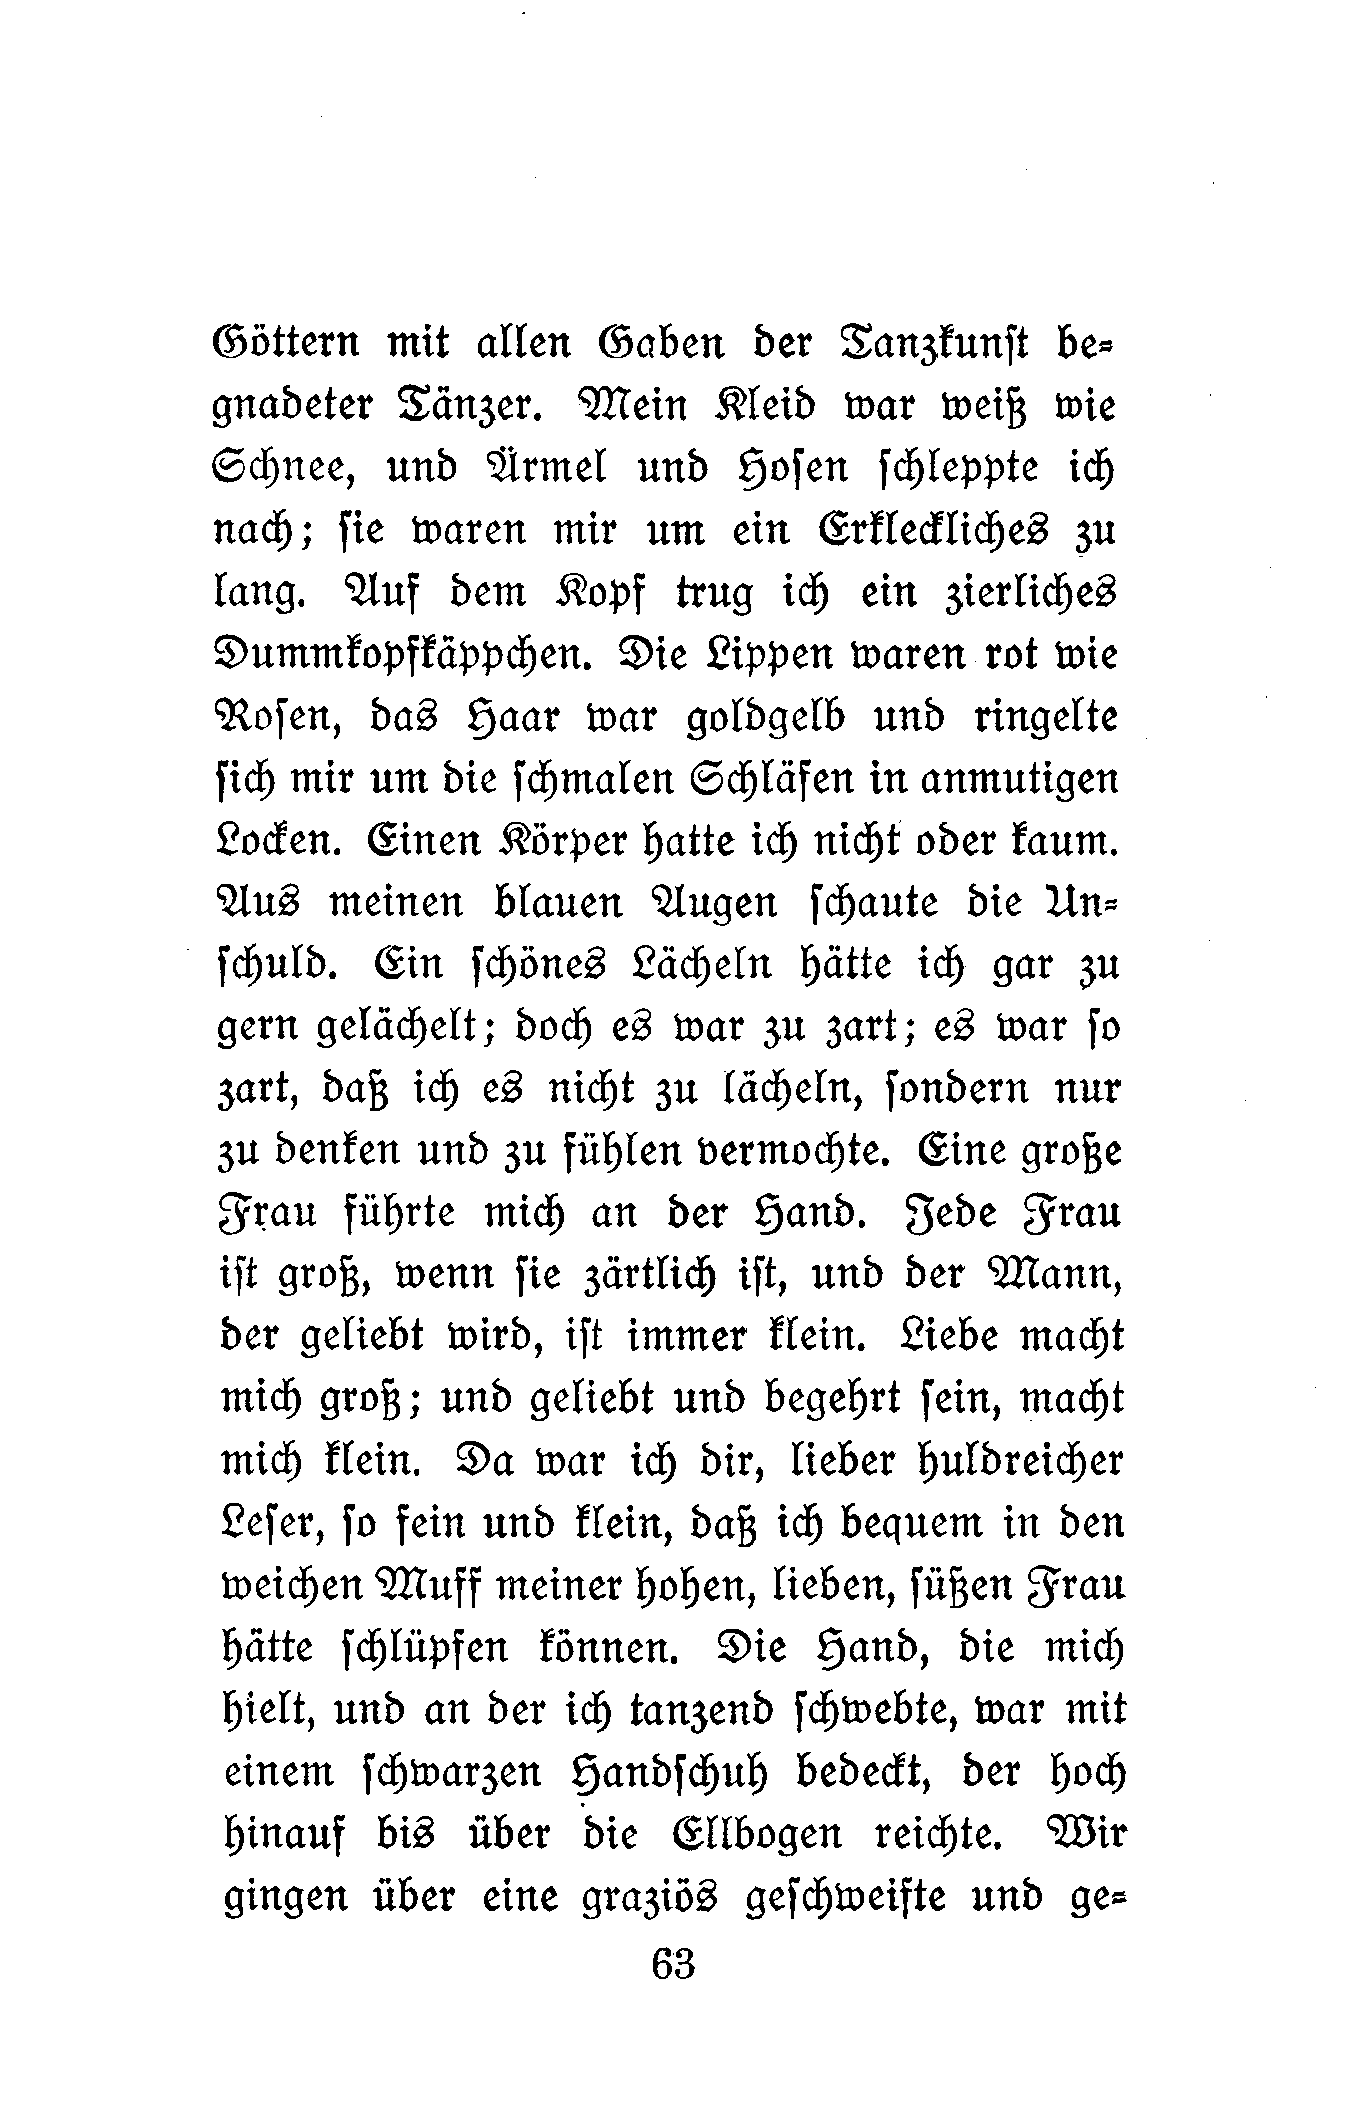 Göttern mit allen Gaben der Tanzkunſt be⸗
gnadeter Tänzer. Mein Kleid war weiß wie
Schnee, und Ärmel und Hoſen ſchleppte ich
nach; ſie waren mir um ein Erkleckliches zu
lang. Auf dem Kopf trug ich ein zierliches
Dummkopfkäppchen. Die Lippen waren rot wie
Roſen, das Haar war goldgelb und ringelte
ſich mir um die ſchmalen Schläfen in anmutigen
Locken. Einen Körper hatte ich nicht oder kaum.
Aus meinen blauen Augen ſchaute die Un⸗
ſchuld. Ein ſchönes Lächeln hätte ich gar zu
gern gelächelt; doch es war zu zart; es war ſo
zart, daß ich es nicht zu lächeln, ſondern nur
zu denken und zu fühlen vermochte. Eine große
Frau führte mich an der Hand. Jede Frau
iſt groß, wenn ſie zärtlich iſt, und der Mann,
der geliebt wird, iſt immer klein. Liebe macht
mich groß; und geliebt und begehrt ſein, macht
mich klein. Da war ich dir, lieber huldreicher
Leſer, ſo fein und klein, daß ich bequem in den
weichen Muff meiner hohen, lieben, ſüßen Frau
hätte ſchlüpfen können. Die Hand, die mich
hielt, und an der ich tanzend ſchwebte, war mit
einem ſchwarzen Handſchuh bedeckt, der hoch
hinauf bis über die Ellbogen reichte. Wir
gingen über eine graziös geſchweifte und ge⸗
63